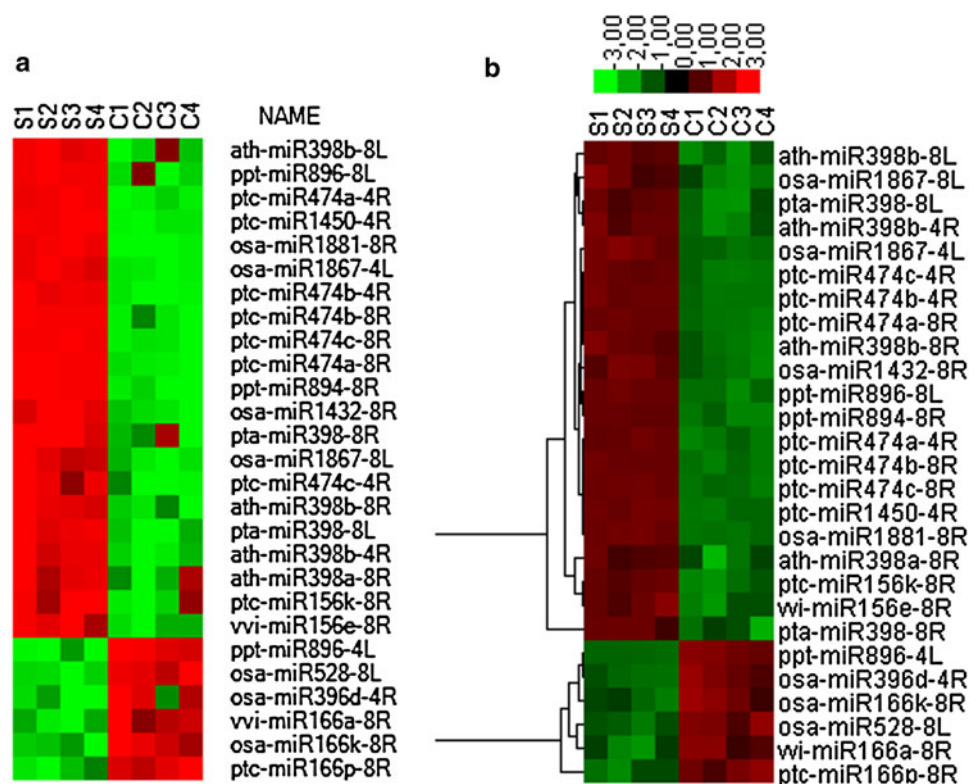 a
S1 S2 S3 S4 C1 C2 C3 C4
NAME
ath-miR398b-8L
ppt-miR896-8L
ptc-miR474a-4R
ptc-miR1450-4R
osa-miR1881-8R
osa-miR1867-4L
ptc-miR474b-4R
ptc-miR474b-8R
ptc-miR474c-8R
ptc-miR474a-8R
ppt-miR894-8R
osa-miR1432-8R
pta-miR398-8R
osa-miR1867-8L
ptc-miR474c-4R
ath-miR398b-8R
pta-miR398-8L
ath-miR398b-4R
ath-miR398a-8R
ptc-miR156k-8R
vvi-miR156e-8R
ppt-miR896-4L
osa-miR528-8L
osa-miR396d-4R
vvi-miR166a-8R
osa-miR166k-8R
ptc-miR166p-8R
b
-3,00 -2,00 -1,00 0,00 1,00 2,00 3,00
S1 S2 S3 S4 C1 C2 C3 C4
ath-miR398b-8L
osa-miR1867-8L
pta-miR398-8L
ath-miR398b-4R
osa-miR1867-4L
ptc-miR474c-4R
ptc-miR474b-4R
ptc-miR474a-8R
ath-miR398b-8R
osa-miR1432-8R
ppt-miR896-8L
ppt-miR894-8R
ptc-miR474a-4R
ptc-miR474b-8R
ptc-miR474c-8R
ptc-miR1450-4R
osa-miR1881-8R
ath-miR398a-8R
ptc-miR156k-8R
vvi-miR156e-8R
pta-miR398-8R
ppt-miR896-4L
osa-miR396d-4R
osa-miR166k-8R
osa-miR528-8L
vvi-miR166a-8R
ptc-miR166p-8R